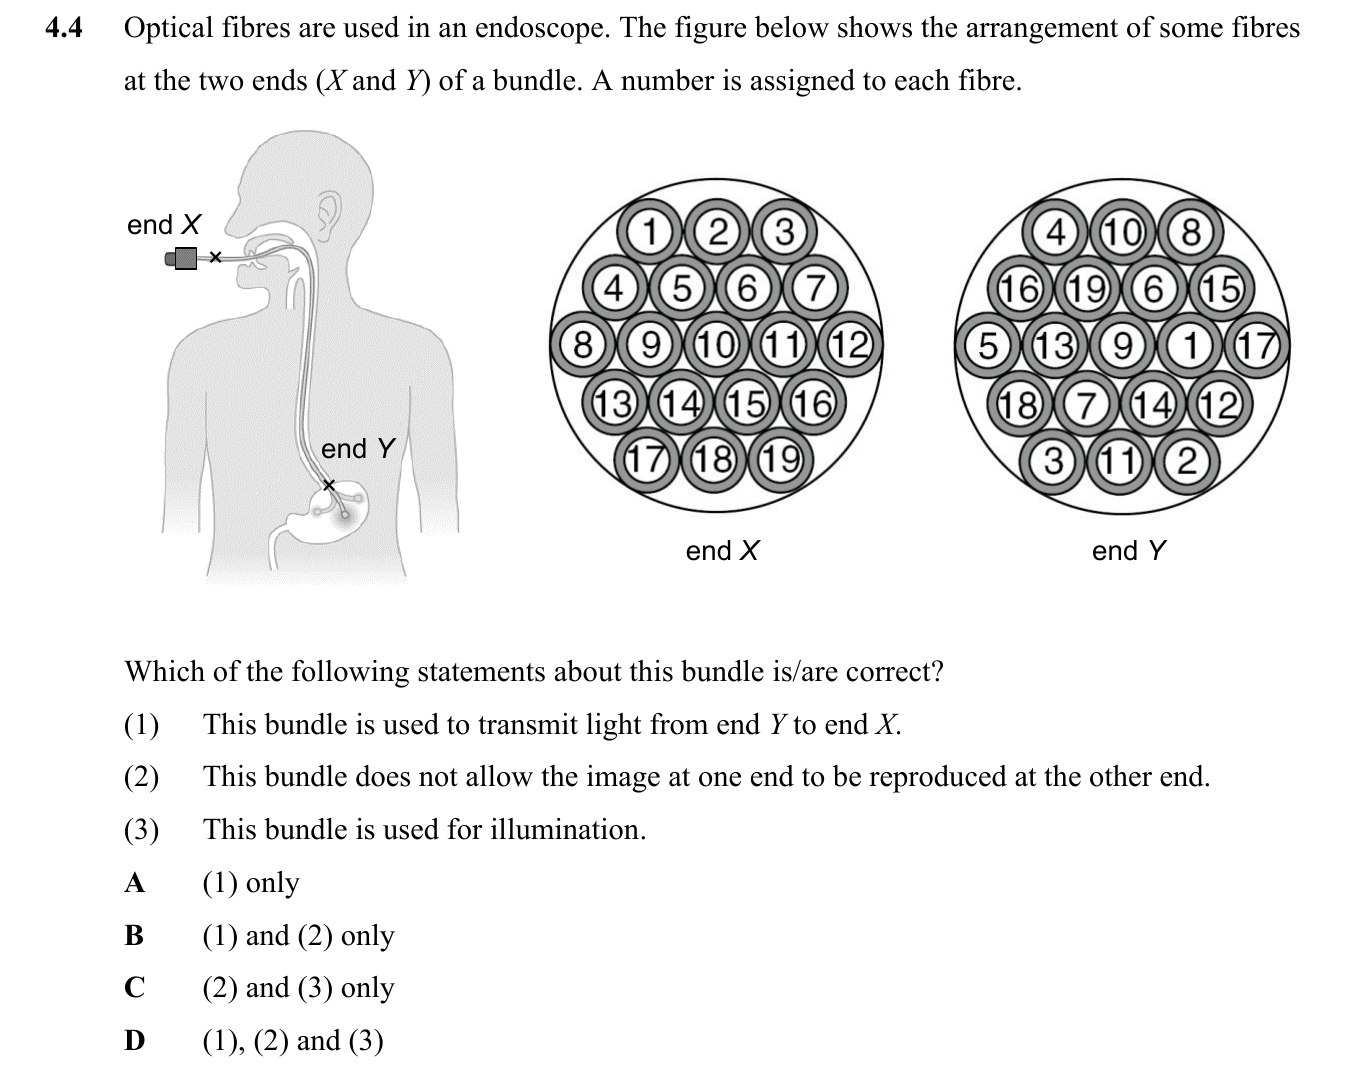 4.4 Optical fibres are used in an endoscope. The figure below shows the arrangement of some fibres
at the two ends (X and Y) of a bundle. A number is assigned to each fibre.
end X
end Y
1 2 3
4 5 6 7
8 9 10 11 12
13 14 15 16
17 18 19
end X
4 10 8
16 19 6 15
5 13 9 1 17
18 7 14 12
3 11 2
end Y
Which of the following statements about this bundle is/are correct?
(1) This bundle is used to transmit light from end Y to end X.
(2) This bundle does not allow the image at one end to be reproduced at the other end.
(3) This bundle is used for illumination.
A (1) only
B (1) and (2) only
C (2) and (3) only
D (1), (2) and (3)